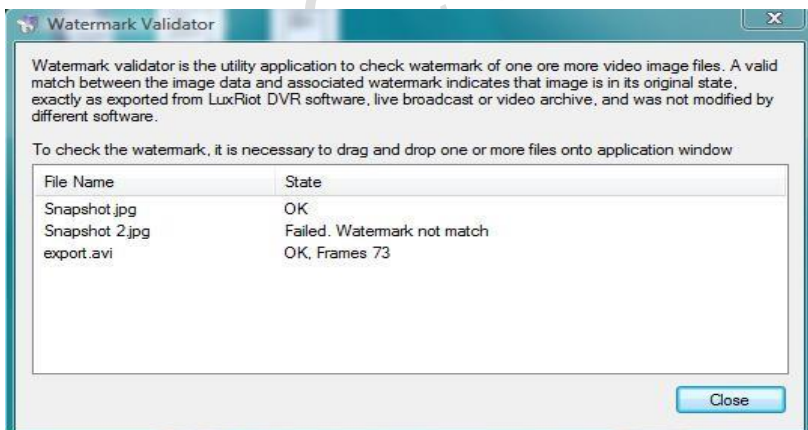 Watermark Validator
Watermark validator is the utility application to check watermark of one ore more video image files. A valid
match between the image data and associated watermark indicates that image is in its original state,
exactly as exported from LuxRiot DVR software, live broadcast or video archive, and was not modified by
different software.
To check the watermark, it is necessary to drag and drop one or more files onto application window
File Name State
Snapshot.jpg OK
Snapshot 2.jpg Failed. Watermark not match
export.avi OK, Frames 73
Close